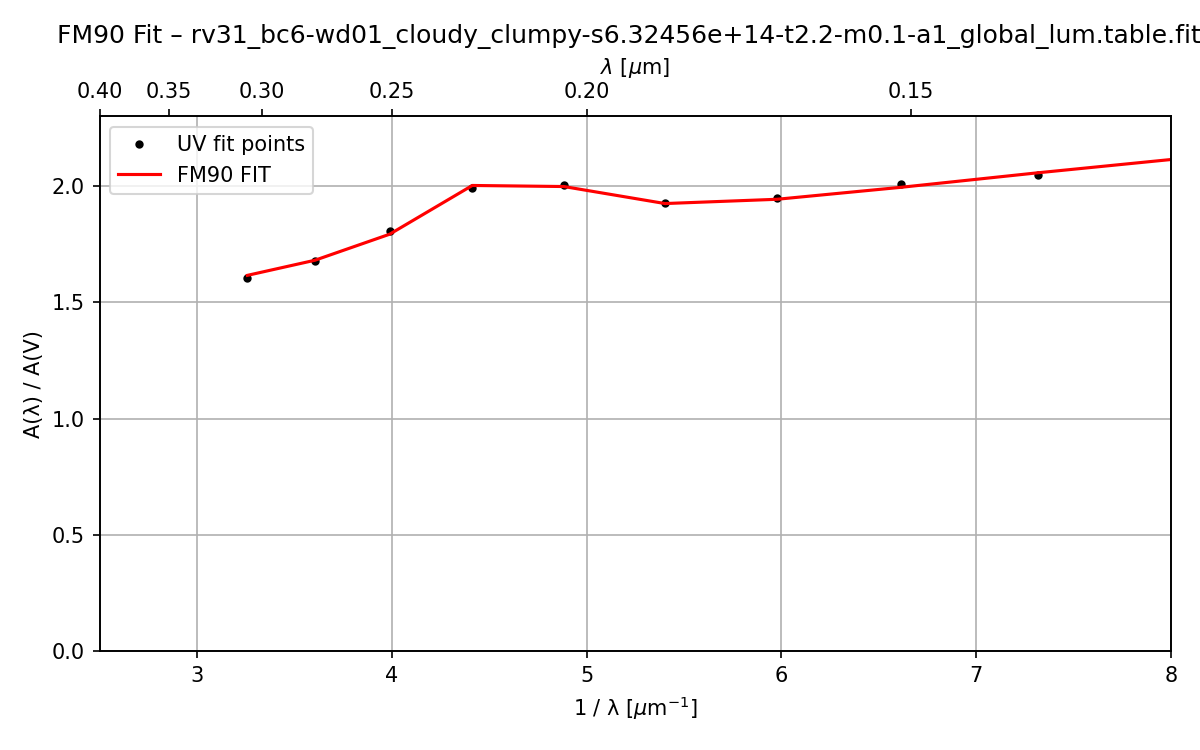 FM90 Fit – rv31_bc6-wd01_cloudy_clumpy-s6.32456e+14-t2.2-m0.1-a1_global_lum.table.fit
λ [μm]
0.40 0.35 0.30 0.25 0.20 0.15
UV fit points
FM90 FIT
A(λ) / A(V)
2.0
1.5
1.0
0.5
0.0
3 4 5 6 7 8
1 / λ [μm⁻¹]